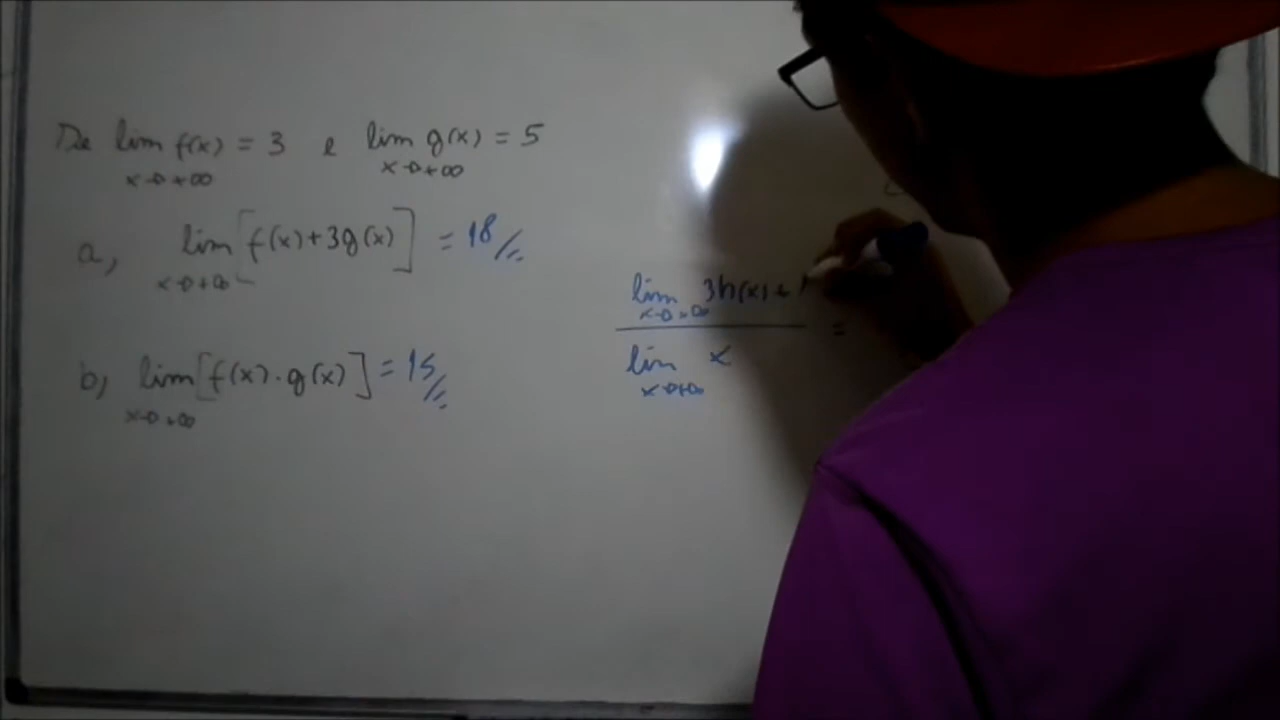 De lim f(x) = 3 e lim g(x) = 5
x→+∞ x→+∞
a, lim [f(x)+3g(x)] = 18
x→+∞
b, lim [f(x)·g(x)] = 15
x→+∞
lim 3h(x)+
x→+∞
=
lim x
x→+∞